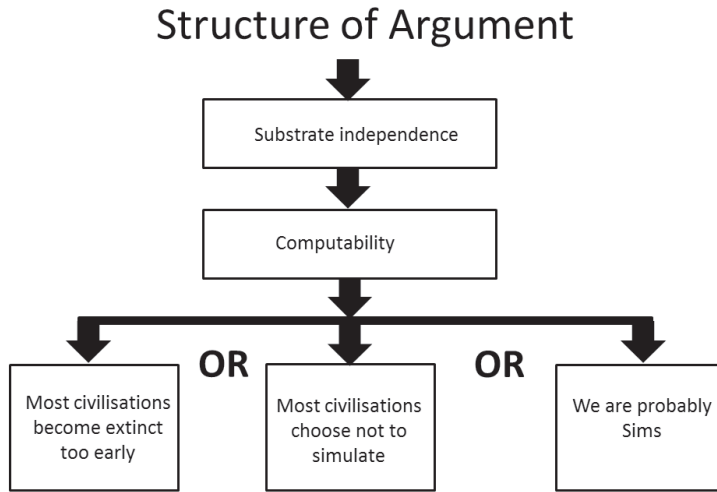 Structure of Argument
Substrate independence
Computability
OR
OR
Most civilisations
become extinct
too early
Most civilisations
choose not to
simulate
We are probably
Sims